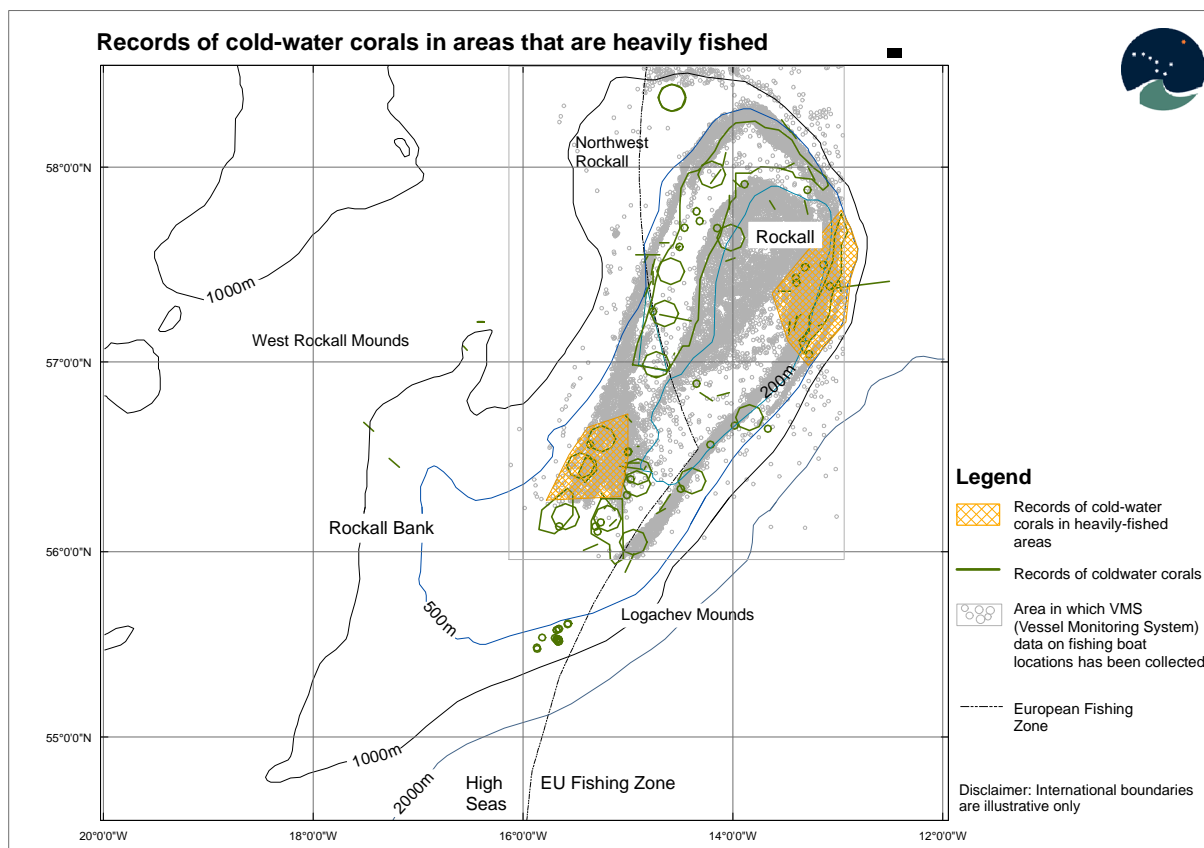 Records of cold-water corals in areas that are heavily fished
58°0'0"N
57°0'0"N
56°0'0"N
55°0'0"N
Northwest
Rockall
Rockall
1000m
West Rockall Mounds
200m
Rockall Bank
500m
Logachev Mounds
1000m
2000m
High
Seas
EU Fishing Zone
20°0'0"W
18°0'0"W
16°0'0"W
14°0'0"W
12°0'0"W
Legend
Records of cold-water
corals in heavily-fished
areas
Records of coldwater corals
Area in which VMS
(Vessel Monitoring System)
data on fishing boat
locations has been collected
European Fishing
Zone
Disclaimer: International boundaries
are illustrative only